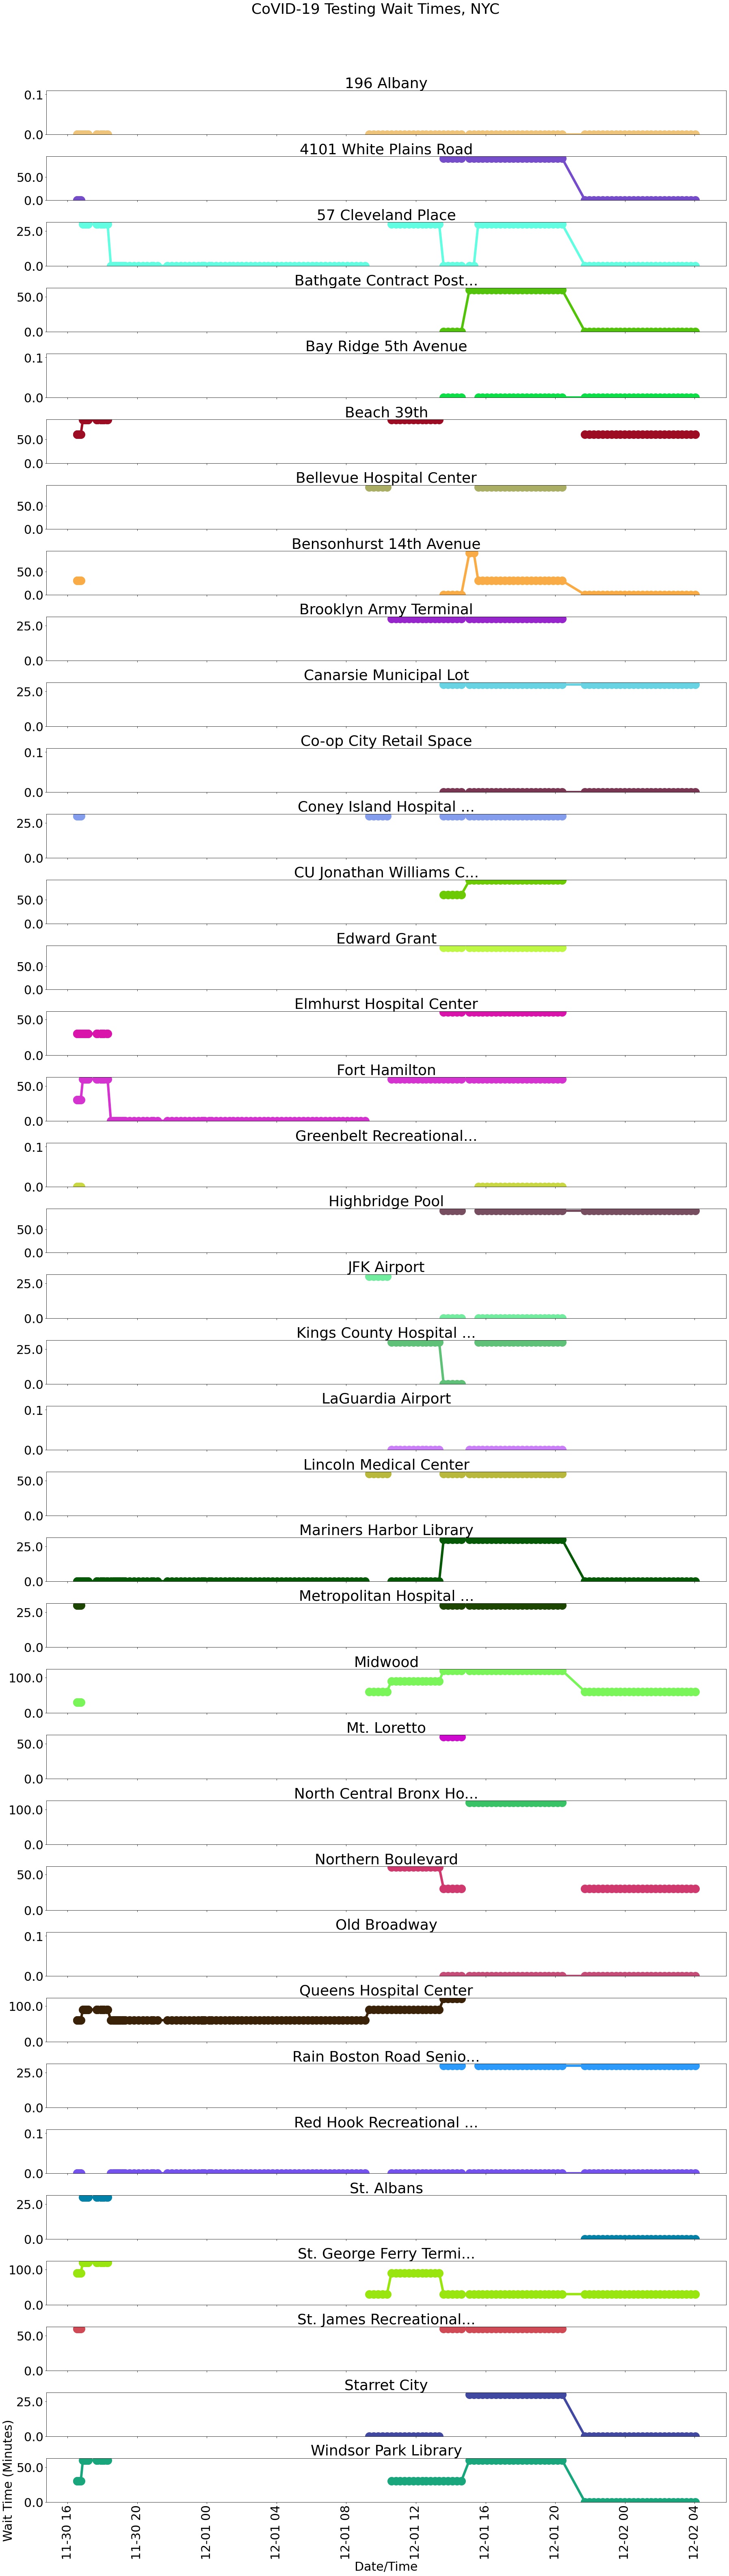 CoVID-19 Testing Wait Times, NYC
196 Albany
0.1
0.0
4101 White Plains Road
50.0
0.0
57 Cleveland Place
25.0
0.0
Bathgate Contract Post...
50.0
0.0
Bay Ridge 5th Avenue
0.1
0.0
Beach 39th
50.0
0.0
Bellevue Hospital Center
50.0
0.0
Bensonhurst 14th Avenue
50.0
0.0
Brooklyn Army Terminal
25.0
0.0
Canarsie Municipal Lot
25.0
0.0
Co-op City Retail Space
0.1
0.0
Coney Island Hospital ...
25.0
0.0
CU Jonathan Williams C...
50.0
0.0
Edward Grant
50.0
0.0
Elmhurst Hospital Center
50.0
0.0
Fort Hamilton
50.0
0.0
Greenbelt Recreational...
0.1
0.0
Highbridge Pool
50.0
0.0
JFK Airport
25.0
0.0
Kings County Hospital ...
25.0
0.0
LaGuardia Airport
0.1
0.0
Lincoln Medical Center
50.0
0.0
Mariners Harbor Library
25.0
0.0
Metropolitan Hospital ...
25.0
0.0
Midwood
100.0
0.0
Mt. Loretto
50.0
0.0
North Central Bronx Ho...
100.0
0.0
Northern Boulevard
50.0
0.0
Old Broadway
0.1
0.0
Queens Hospital Center
100.0
0.0
Rain Boston Road Senio...
25.0
0.0
Red Hook Recreational ...
0.1
0.0
St. Albans
25.0
0.0
St. George Ferry Termi...
100.0
0.0
St. James Recreational...
50.0
0.0
Starret City
25.0
0.0
Windsor Park Library
50.0
0.0
Wait Time (Minutes)
11-30 16
11-30 20
12-01 00
12-01 04
12-01 08
12-01 12
12-01 16
12-01 20
12-02 00
12-02 04
Date/Time